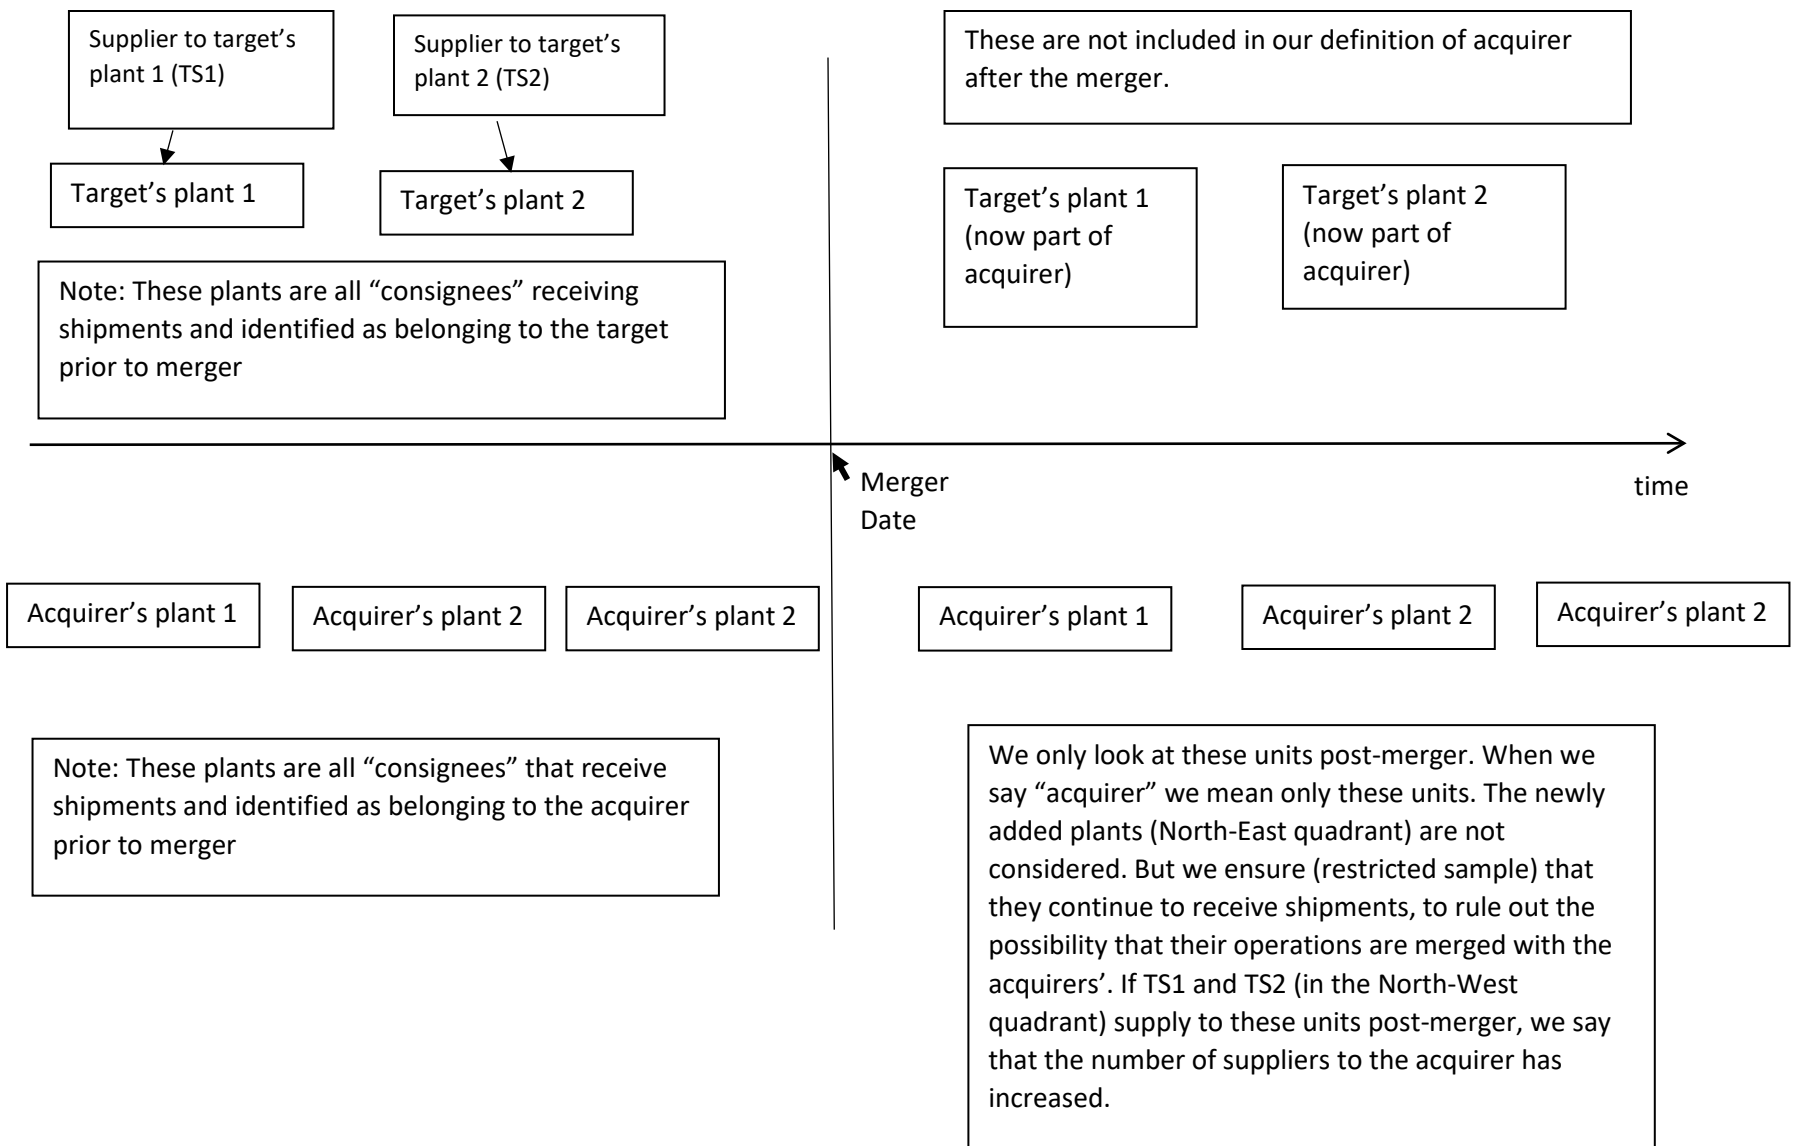 Supplier to target’s
plant 1 (TS1)
Supplier to target’s
plant 2 (TS2)
These are not included in our definition of acquirer
after the merger.
Target’s plant 1
Target’s plant 2
Target’s plant 1
(now part of
acquirer)
Target’s plant 2
(now part of
acquirer)
Note: These plants are all “consignees” receiving
shipments and identified as belonging to the target
prior to merger
Merger
Date
time
Acquirer’s plant 1
Acquirer’s plant 2
Acquirer’s plant 2
Acquirer’s plant 1
Acquirer’s plant 2
Acquirer’s plant 2
Note: These plants are all “consignees” that receive
shipments and identified as belonging to the acquirer
prior to merger
We only look at these units post-merger. When we
say “acquirer” we mean only these units. The newly
added plants (North-East quadrant) are not
considered. But we ensure (restricted sample) that
they continue to receive shipments, to rule out the
possibility that their operations are merged with the
acquirers’. If TS1 and TS2 (in the North-West
quadrant) supply to these units post-merger, we say
that the number of suppliers to the acquirer has
increased.